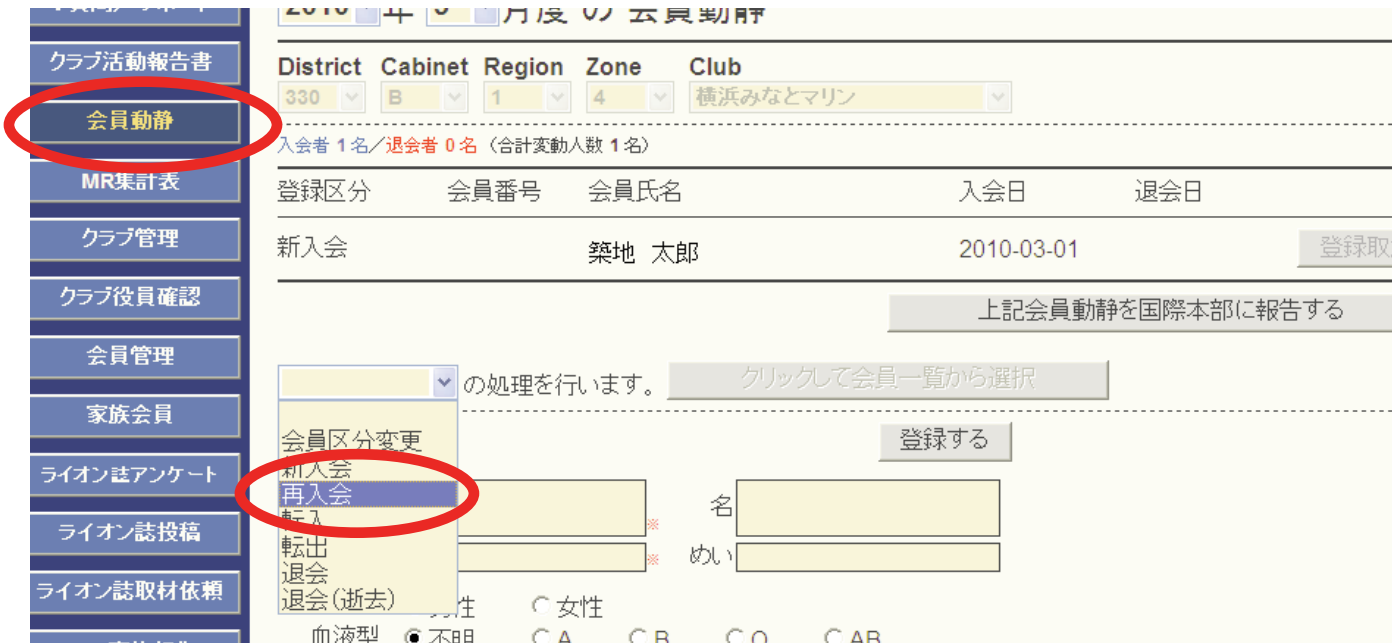 クラブ活動報告書
会員動静
MR集計表
クラブ管理
クラブ役員確認
会員管理
家族会員
ライオン誌アンケート
ライオン誌投稿
ライオン誌取材依頼
年 月度 の 会員動静
District Cabinet Region Zone Club
330 B 1 4 横浜みなとマリン
入会者 1名／退会者 0名 （合計変動人数 1名）
登録区分 会員番号 会員氏名 入会日 退会日
新入会 築地 太郎 2010-03-01 登録取
上記会員動静を国際本部に報告する
の処理を行います。 クリックして会員一覧から選択
会員区分変更
新入会
再入会
転入
転出
退会
退会(逝去)
登録する
※ 名
※ めい
男性 女性
血液型 不明 A B O AB